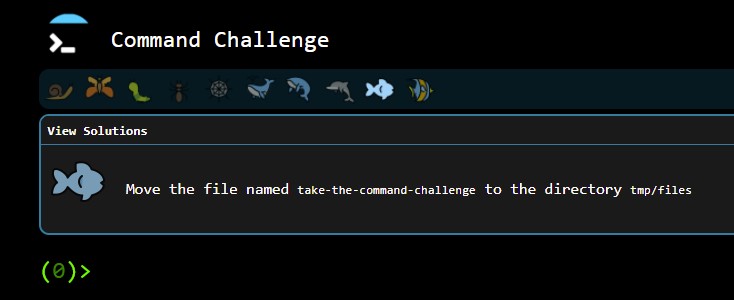 >_
Command Challenge
View Solutions
Move the file named take-the-command-challenge to the directory tmp/files
(0)>